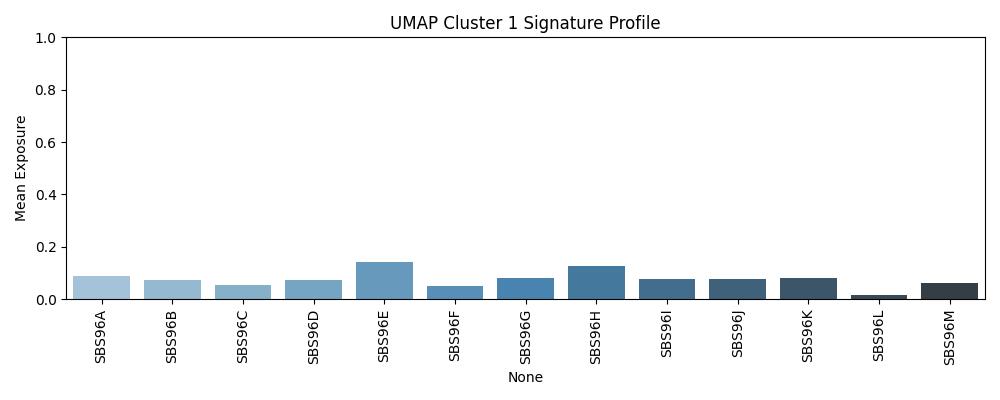 UMAP Cluster 1 Signature Profile
Mean Exposure
1.0
0.8
0.6
0.4
0.2
0.0
SBS96A
SBS96B
SBS96C
SBS96D
SBS96E
SBS96F
SBS96G
SBS96H
SBS96I
SBS96J
SBS96K
SBS96L
SBS96M
None